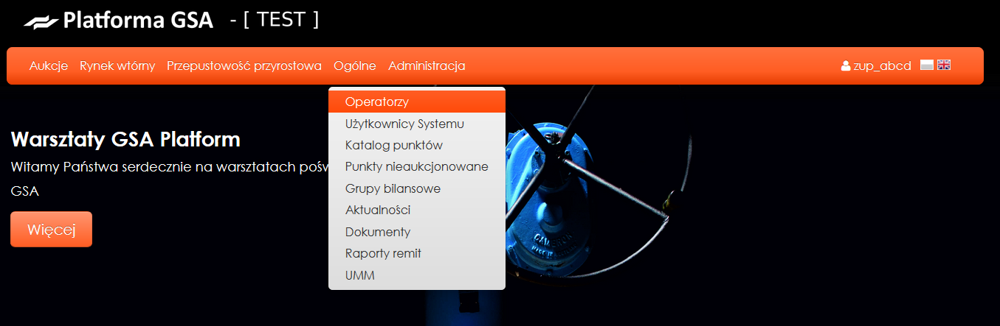 Platforma GSA - [ TEST ]
Aukcje Rynek wtórny Przepustowość przyrostowa Ogólne Administracja zup_abcd
Operatorzy
Użytkownicy Systemu
Katalog punktów
Punkty nieaukcjonowane
Grupy bilansowe
Aktualności
Dokumenty
Raporty remit
UMM
Warsztaty GSA Platform
Witamy Państwa serdecznie na warsztatach
GSA
Więcej
CAMERON